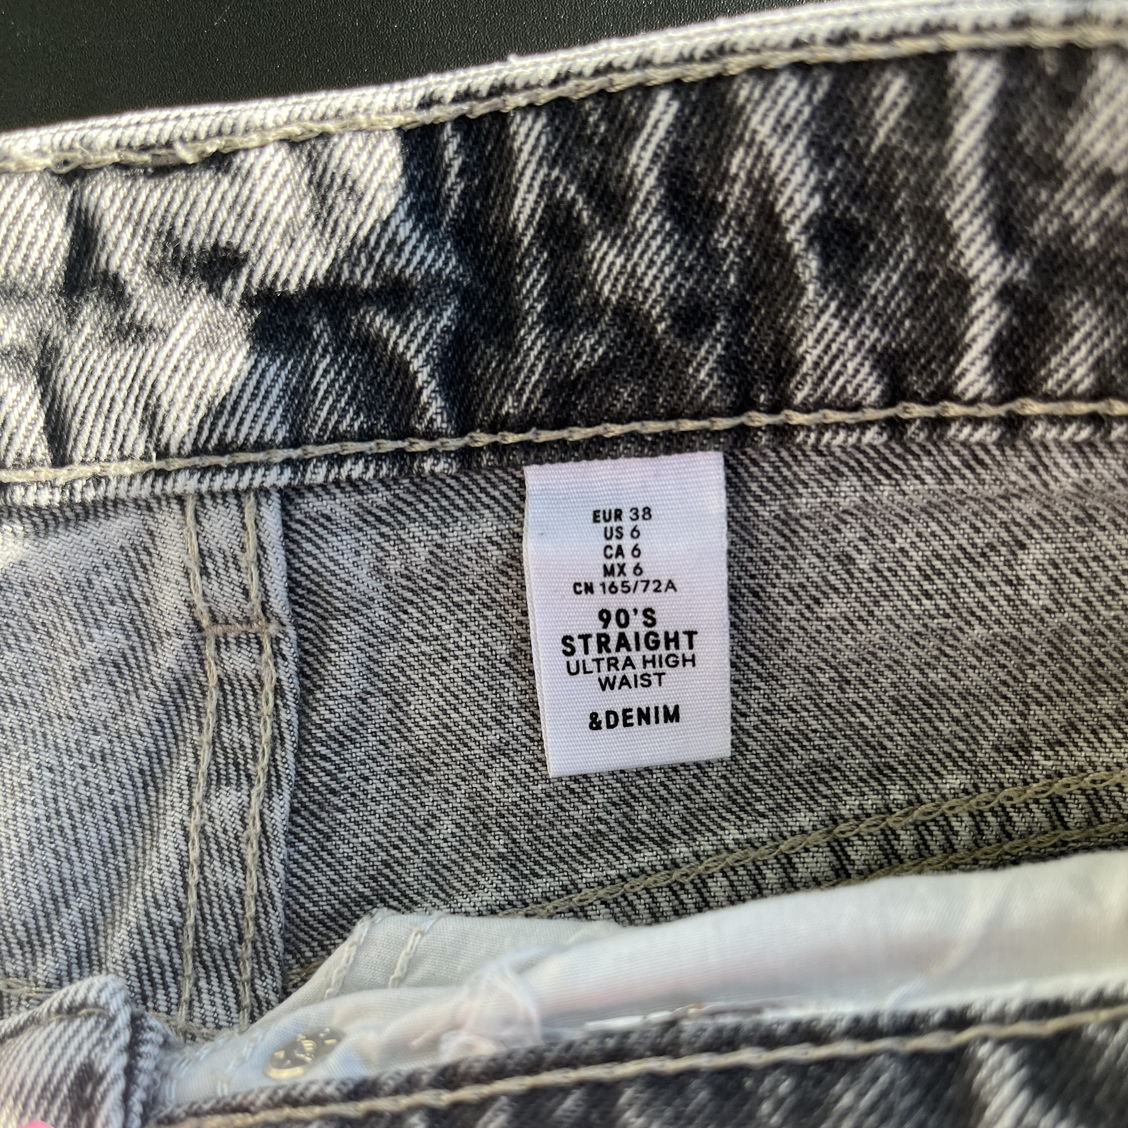 EUR 38
US 6
CA 6
MX 6
CN 165/72A
90'S
STRAIGHT
ULTRA HIGH
WAIST
&DENIM